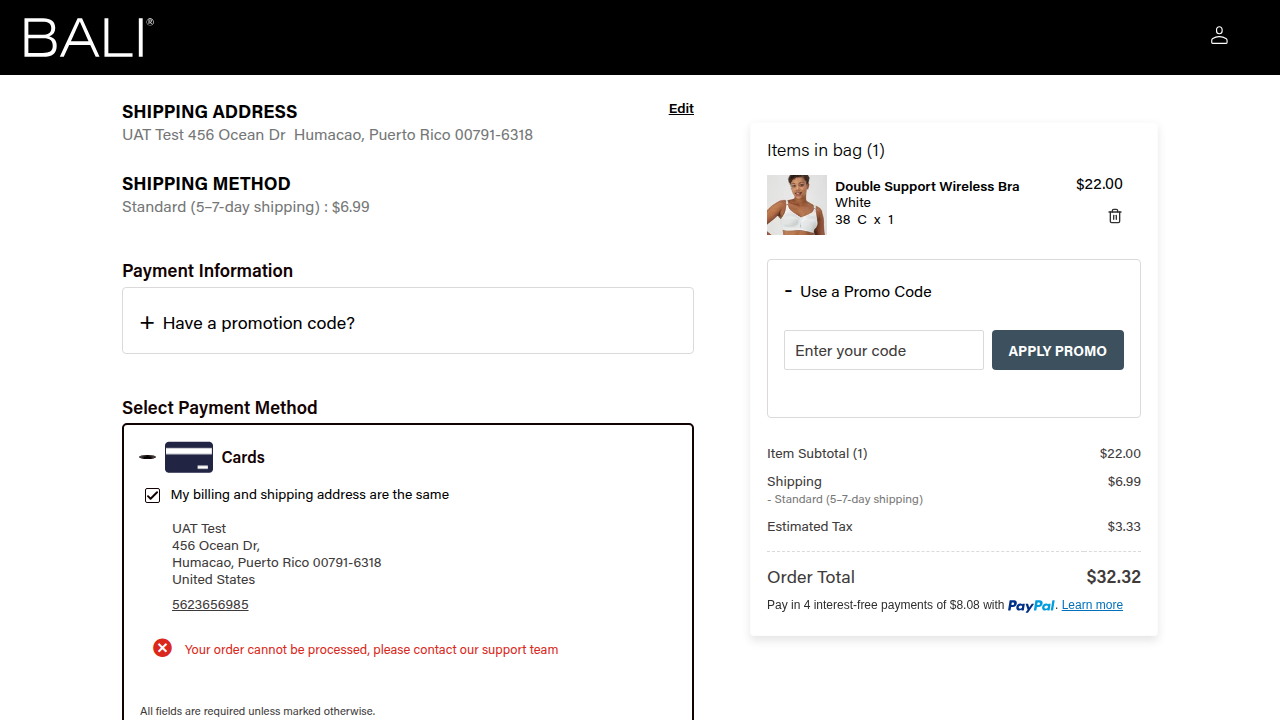 BALI®
SHIPPING ADDRESS
Edit
UAT Test 456 Ocean Dr  Humacao, Puerto Rico 00791-6318
SHIPPING METHOD
Standard (5–7-day shipping) : $6.99
Payment Information
+ Have a promotion code?
Select Payment Method
Cards
My billing and shipping address are the same
UAT Test
456 Ocean Dr,
Humacao, Puerto Rico 00791-6318
United States
5623656985
Your order cannot be processed, please contact our support team
All fields are required unless marked otherwise.
Items in bag (1)
Double Support Wireless Bra
$22.00
White
38  C  x  1
- Use a Promo Code
Enter your code
APPLY PROMO
Item Subtotal (1) $22.00
Shipping $6.99
- Standard (5–7-day shipping)
Estimated Tax $3.33
Order Total $32.32
Pay in 4 interest-free payments of $8.08 with PayPal. Learn more